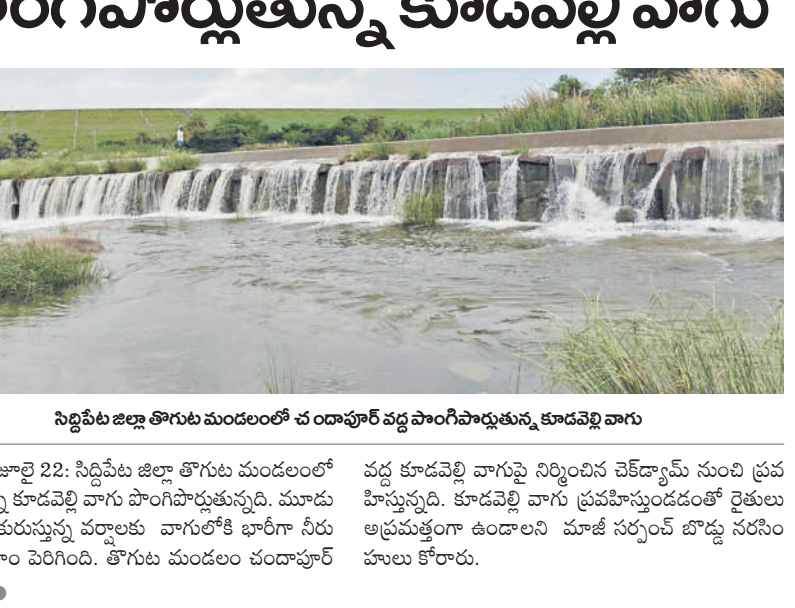 పొంగిపొర్లుతున్న కూడవెల్లి వాగు
సిద్దిపేట జిల్లా తొగుట మండలంలో చ ందాపూర్ వద్ద పొంగిపొర్లుతున్న కూడవెల్లి వాగు
జూలై 22: సిద్దిపేట జిల్లా తొగుట మండలంలో
కూడవెల్లి వాగు పొంగిపొర్లుతున్నది. మూడు
కురుస్తున్న వర్షాలకు వాగులోకి భారీగా నీరు
పెరిగింది. తొగుట మండలం చందాపూర్
వద్ద కూడవెల్లి వాగుపై నిర్మించిన చెక్‌డ్యామ్ నుంచి ప్రవ
హిస్తున్నది. కూడవెల్లి వాగు ప్రవహిస్తుండడంతో రైతులు
అప్రమత్తంగా ఉండాలని మాజీ సర్పంచ్ బొడ్డు నరసిం
హులు కోరారు.